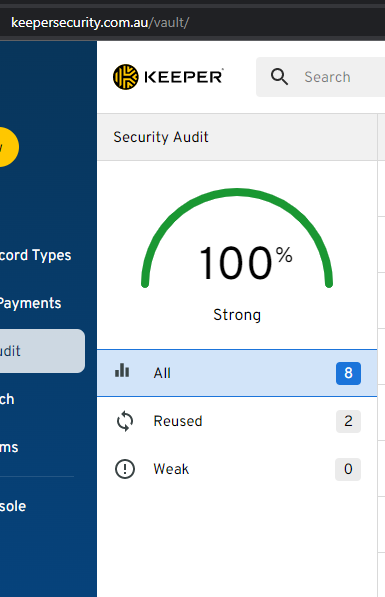 keepersecurity.com.au/vault/
KEEPER
Search
Security Audit
cord Types
100%
Payments
Strong
udit
All 8
ch
Reused 2
ms
Weak 0
sole